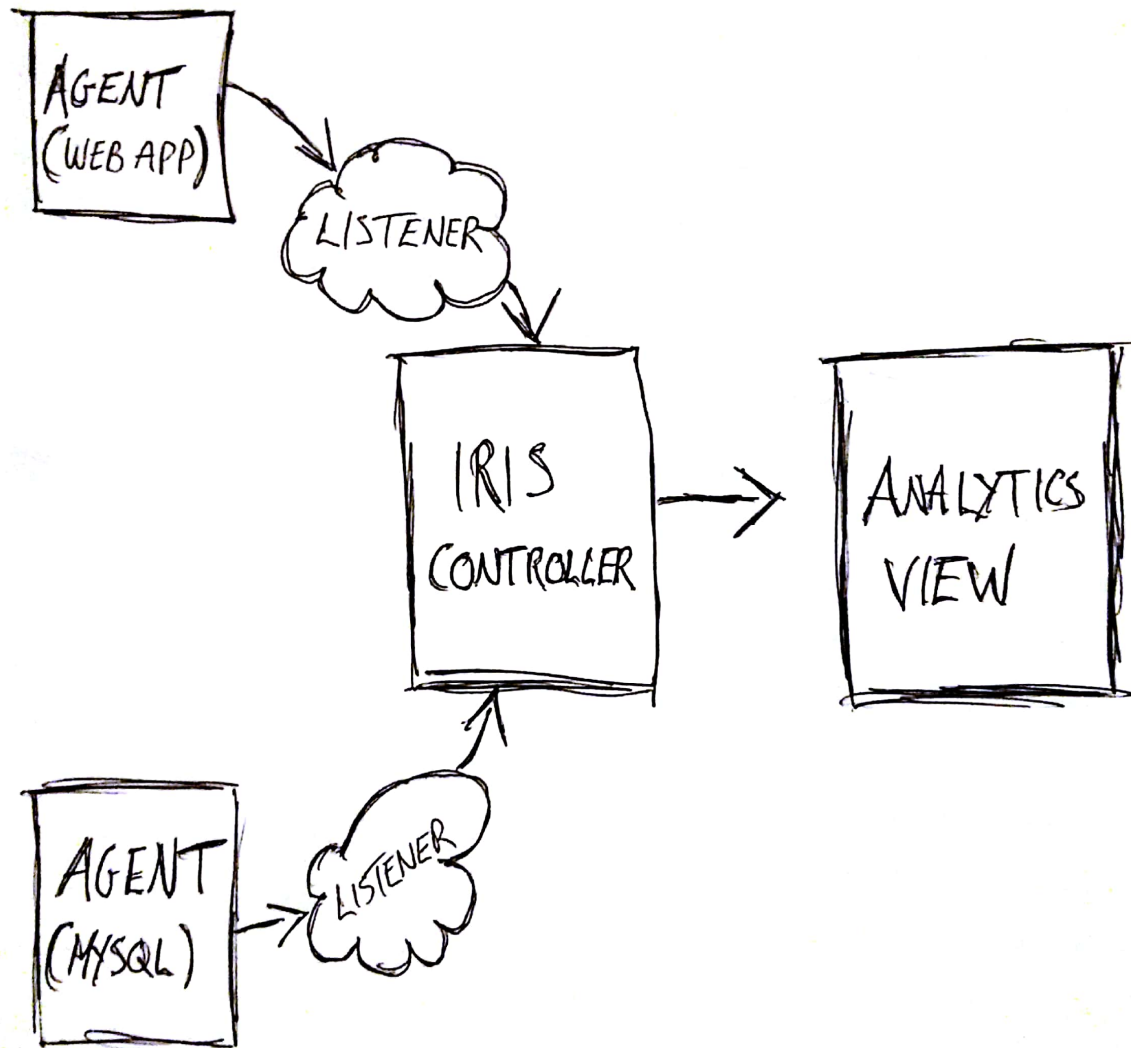 AGENT
(WEB APP)
LISTENER
IRIS
CONTROLLER
ANALYTICS
VIEW
AGENT
(MYSQL)
LISTENER